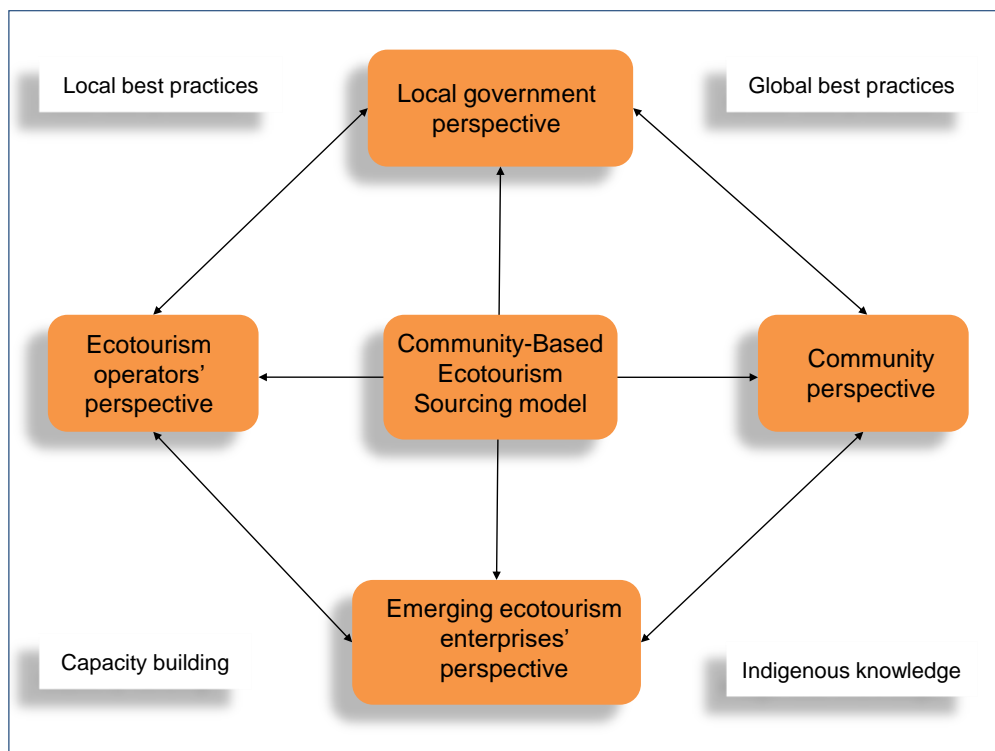 Local best practices
Local government
perspective
Global best practices
Ecotourism
operators’
perspective
Community-Based
Ecotourism
Sourcing model
Community
perspective
Emerging ecotourism
enterprises’
perspective
Capacity building
Indigenous knowledge